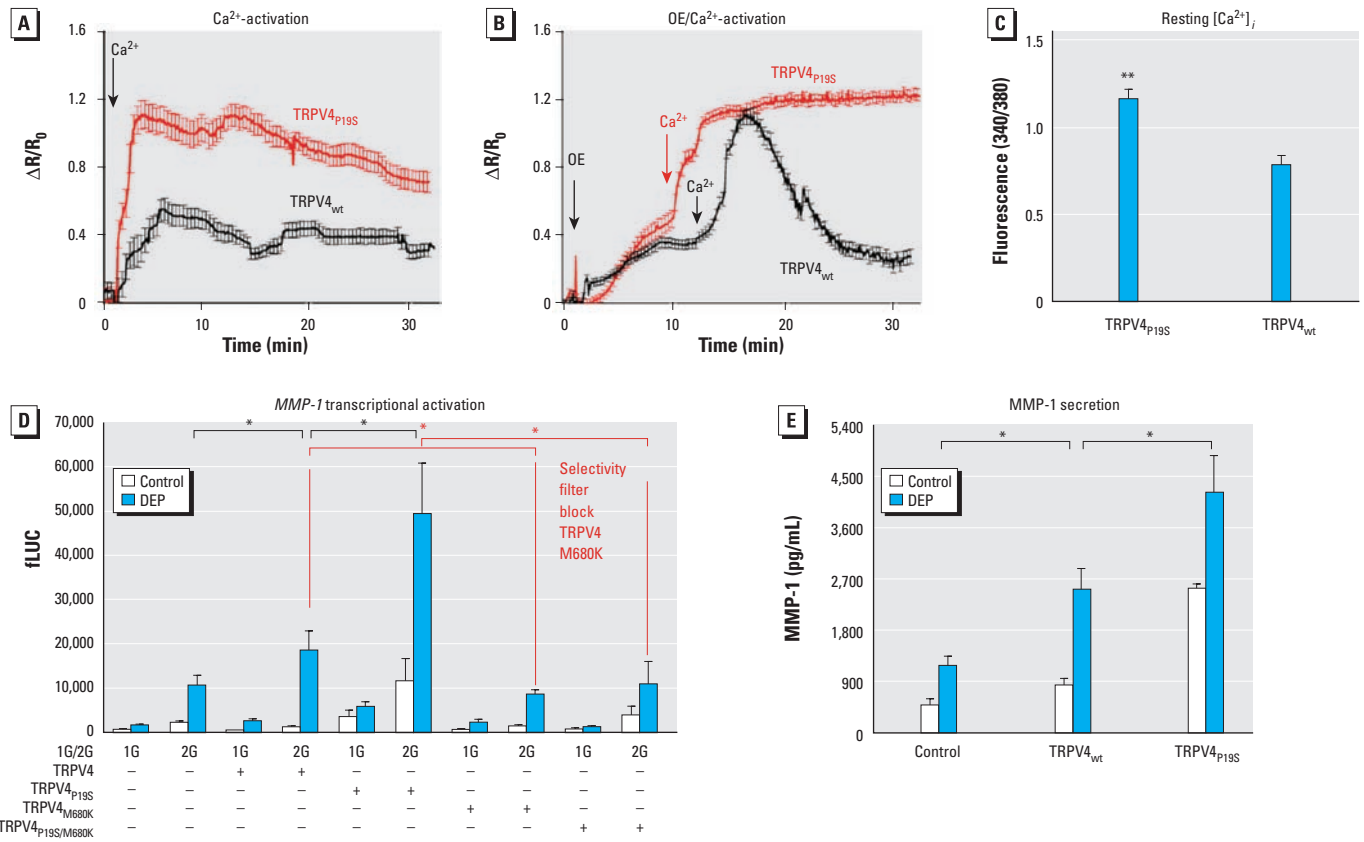 A
Ca²⁺-activation
1.6
1.2
0.8
0.4
0
ΔR/R₀
Ca²⁺
TRPV4P19S
TRPV4wt
0 10 20 30
Time (min)
B
OE/Ca²⁺-activation
1.6
1.2
0.8
0.4
0
ΔR/R₀
OE
Ca²⁺
Ca²⁺
TRPV4P19S
TRPV4wt
0 10 20 30
Time (min)
C
Resting [Ca²⁺]i
1.5
1.0
0.5
0
Fluorescence (340/380)
**
TRPV4P19S TRPV4wt
D
MMP-1 transcriptional activation
70,000
60,000
50,000
40,000
30,000
20,000
10,000
0
fLUC
Control
DEP
* * * *
Selectivity
filter
block
TRPV4
M680K
1G/2G 1G 2G 1G 2G 1G 2G 1G 2G 1G 2G
TRPV4 – – + + – – – – – –
TRPV4P19S – – – – + + – – – –
TRPV4M680K – – – – – – + + – –
TRPV4P19S/M680K – – – – – – – – + +
E
MMP-1 secretion
5,400
4,500
3,600
2,700
1,800
900
0
MMP-1 (pg/mL)
Control
DEP
* *
Control TRPV4wt TRPV4P19S